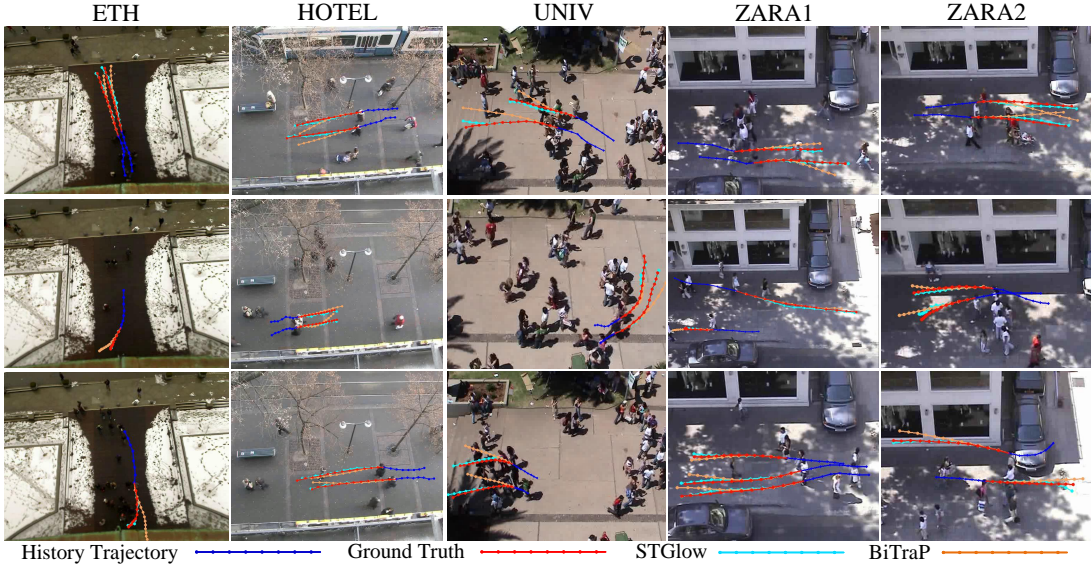 ETH HOTEL UNIV ZARA1 ZARA2
History Trajectory Ground Truth STGlow BiTraP